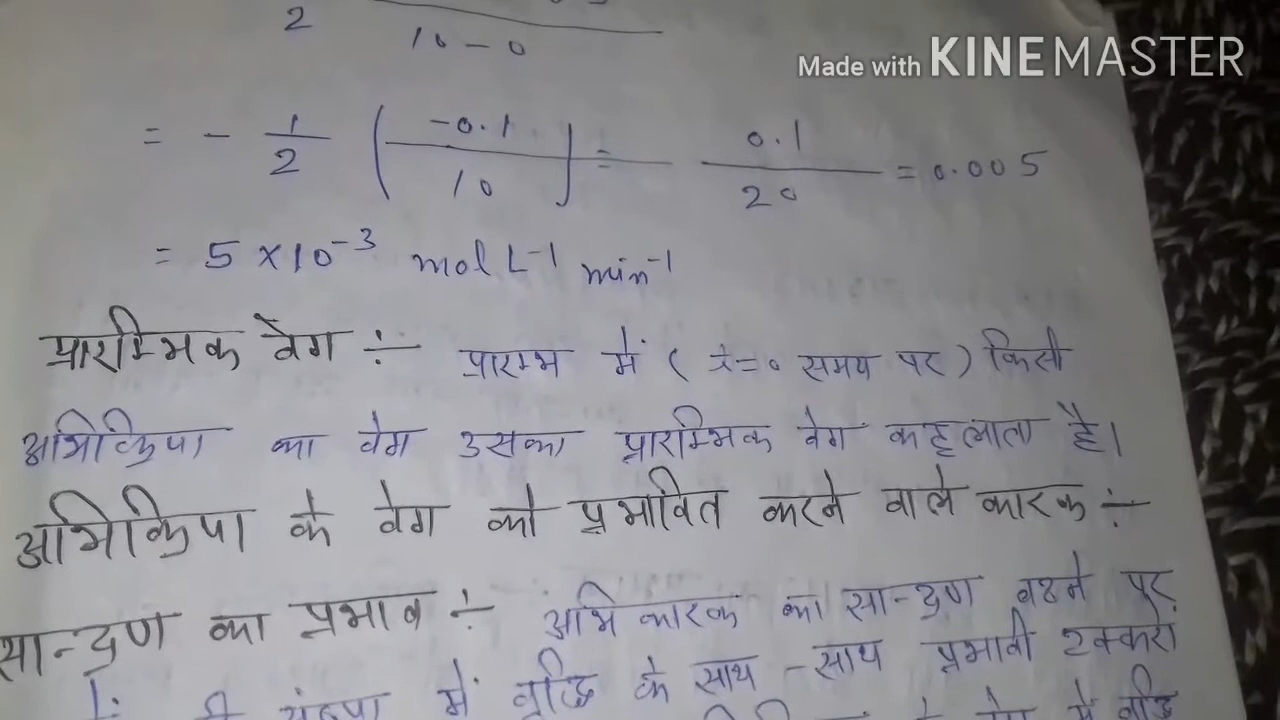 2 10 - 0
Made with KINEMASTER
= - 1/2 ( -0.1 / 10 ) = 0.1 / 20 = 0.005
= 5 × 10⁻³ mol L⁻¹ min⁻¹
प्रारम्भिक वेग ÷ प्रारम्भ में ( t=0 समय पर ) किसी
अभिक्रिया का वेग उसका प्रारम्भिक वेग कहलाता है।
अभिक्रिया के वेग को प्रभावित करने वाले कारक ÷
सान्द्रण का प्रभाव ÷ अभिकारक का सान्द्रण बढने पर
में वृद्धि के साथ - साथ प्रभावी टक्करो
वेग में वृद्धि